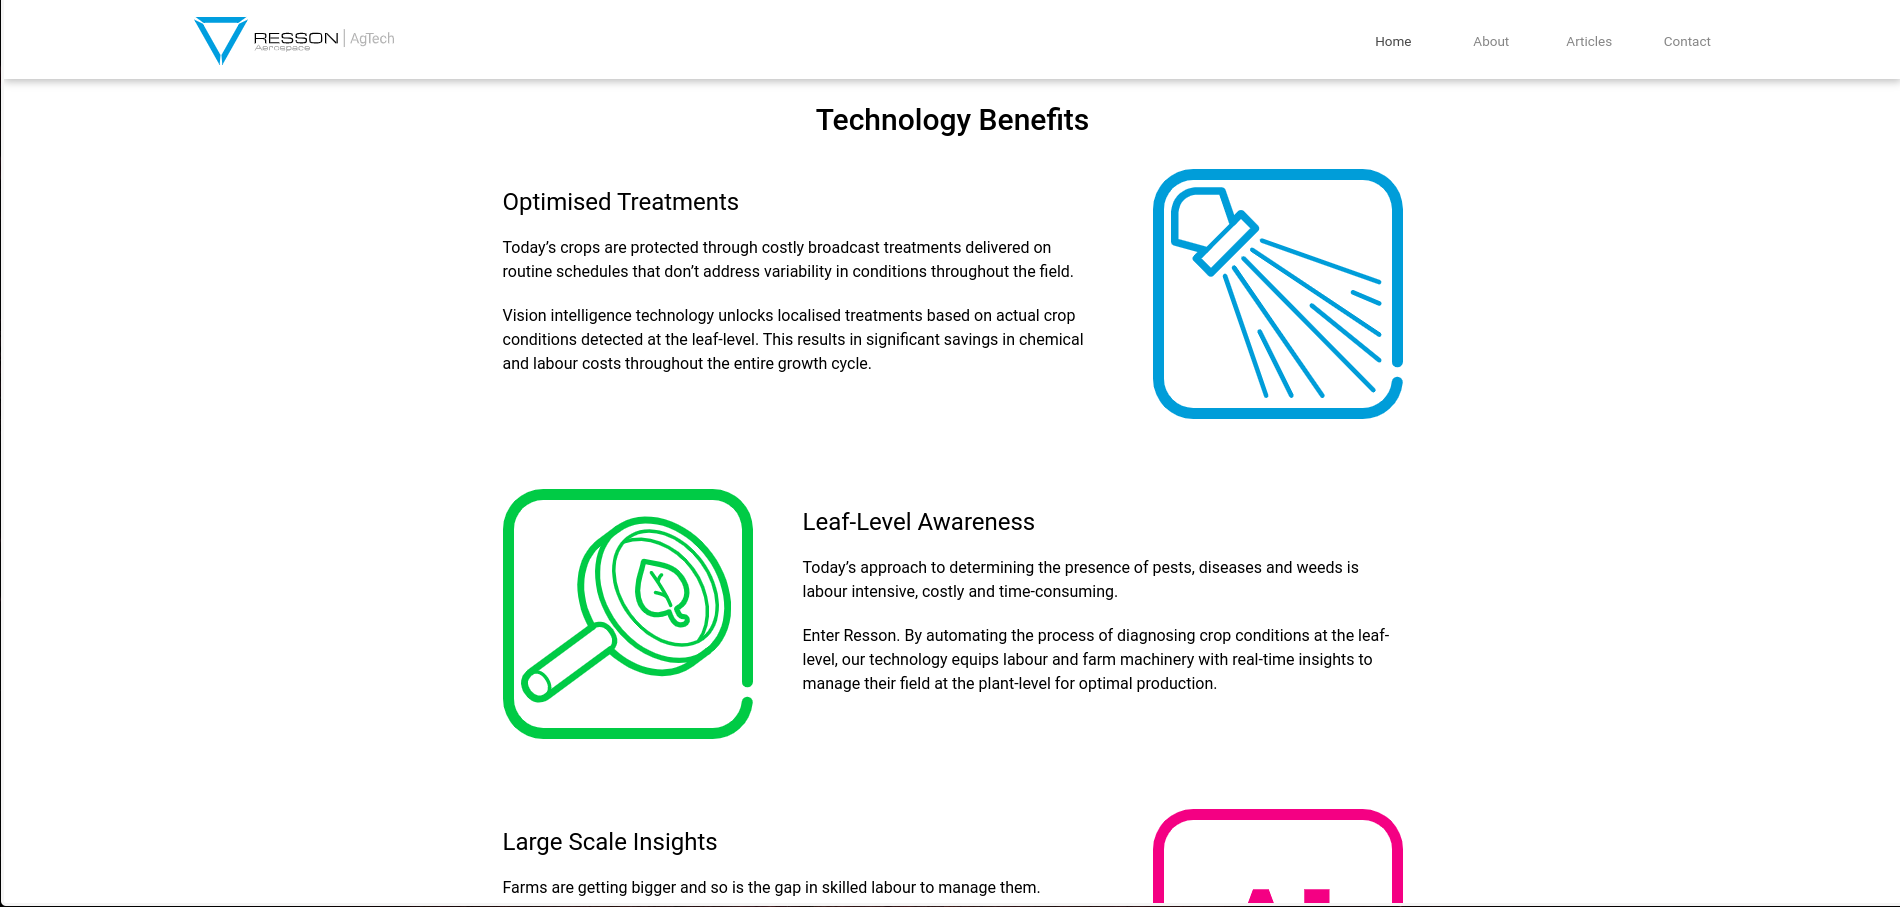 RESSON
Aerospace
AgTech
Home
About
Articles
Contact
Technology Benefits
Optimised Treatments
Today’s crops are protected through costly broadcast treatments delivered on
routine schedules that don’t address variability in conditions throughout the field.
Vision intelligence technology unlocks localised treatments based on actual crop
conditions detected at the leaf-level. This results in significant savings in chemical
and labour costs throughout the entire growth cycle.
Leaf-Level Awareness
Today’s approach to determining the presence of pests, diseases and weeds is
labour intensive, costly and time-consuming.
Enter Resson. By automating the process of diagnosing crop conditions at the leaf-
level, our technology equips labour and farm machinery with real-time insights to
manage their field at the plant-level for optimal production.
Large Scale Insights
Farms are getting bigger and so is the gap in skilled labour to manage them.